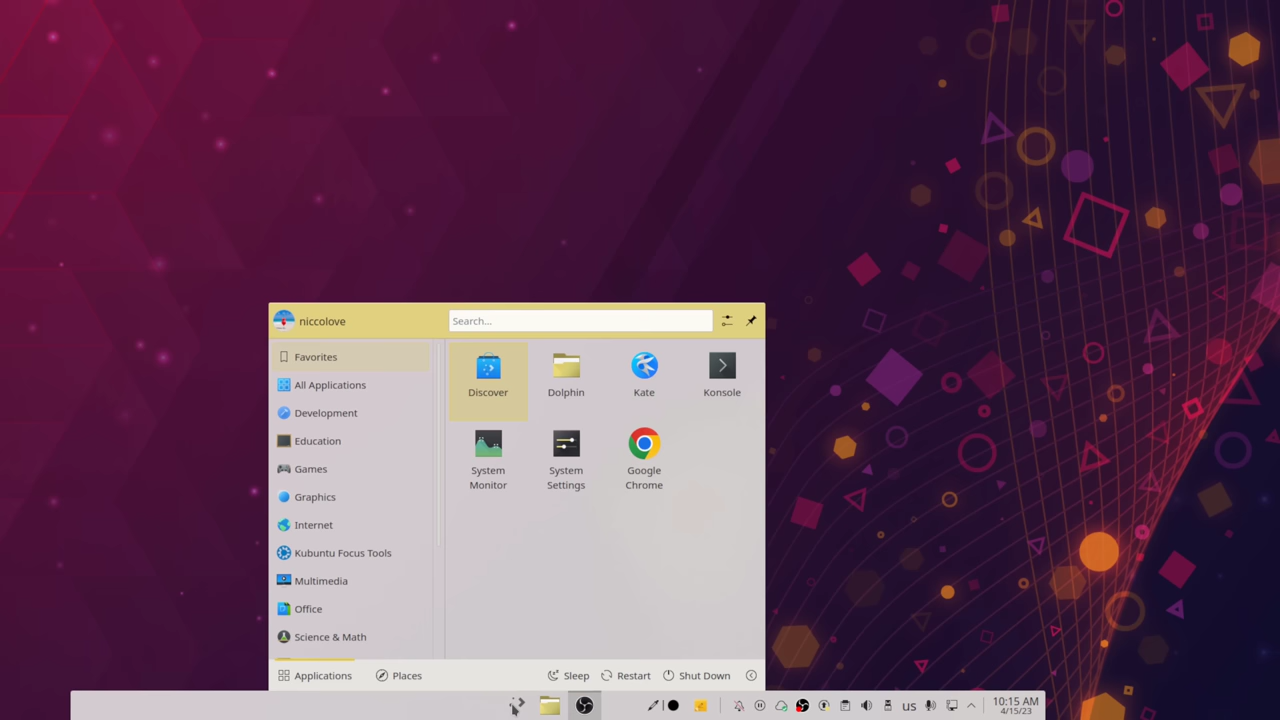 niccolove
Search...
Favorites
All Applications
Development
Education
Games
Graphics
Internet
Kubuntu Focus Tools
Multimedia
Office
Science & Math
Discover
Dolphin
Kate
Konsole
System
Monitor
System
Settings
Google
Chrome
Applications
Places
Sleep
Restart
Shut Down
us
10:15 AM
4/15/23